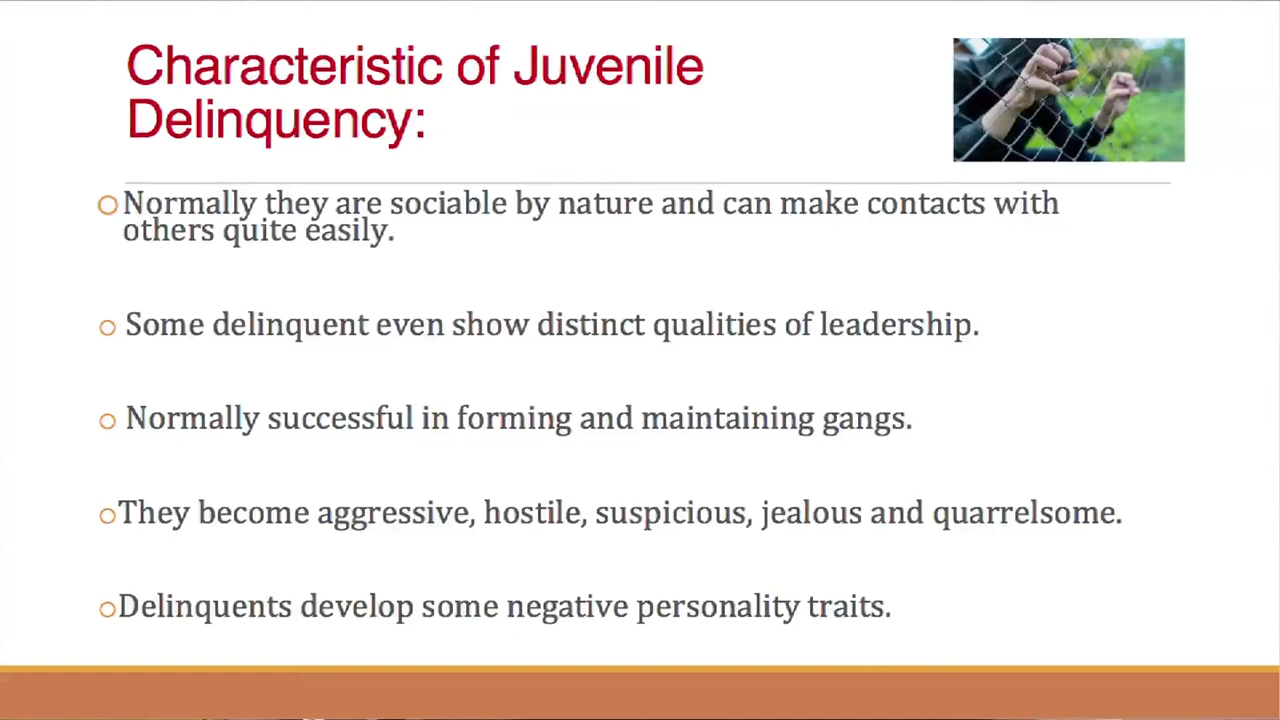 Characteristic of Juvenile
Delinquency:
Normally they are sociable by nature and can make contacts with
others quite easily.
Some delinquent even show distinct qualities of leadership.
Normally successful in forming and maintaining gangs.
They become aggressive, hostile, suspicious, jealous and quarrelsome.
Delinquents develop some negative personality traits.